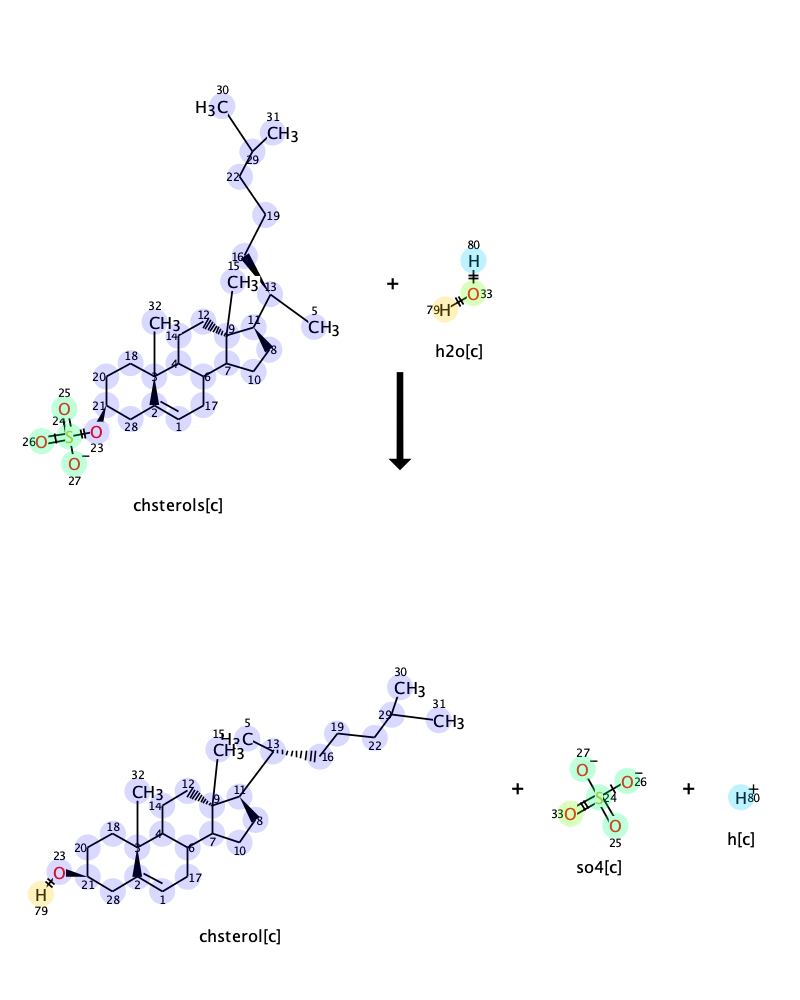 30
H₃C
31
CH₃
29
22
19
16
15
CH₃
13
5
CH₃
32
CH₃
12
11
9
14
8
18
4
7
10
20
3
6
21
2
17
28
1
25
O
24
26 O S O
23
O⁻
27
chsterols[c]
+
80
H
79 H O 33
h2o[c]
30
CH₃
31
CH₃
29
5
H₃C
19
22
15
CH₃
13
16
32
CH₃
12
11
9
14
8
18
4
7
10
20
3
6
23
O
21
2
17
H
79
28
1
chsterol[c]
+
27
O⁻
O⁻ 26
S 24
33 O
O
25
so4[c]
+
H⁺ 80
h[c]